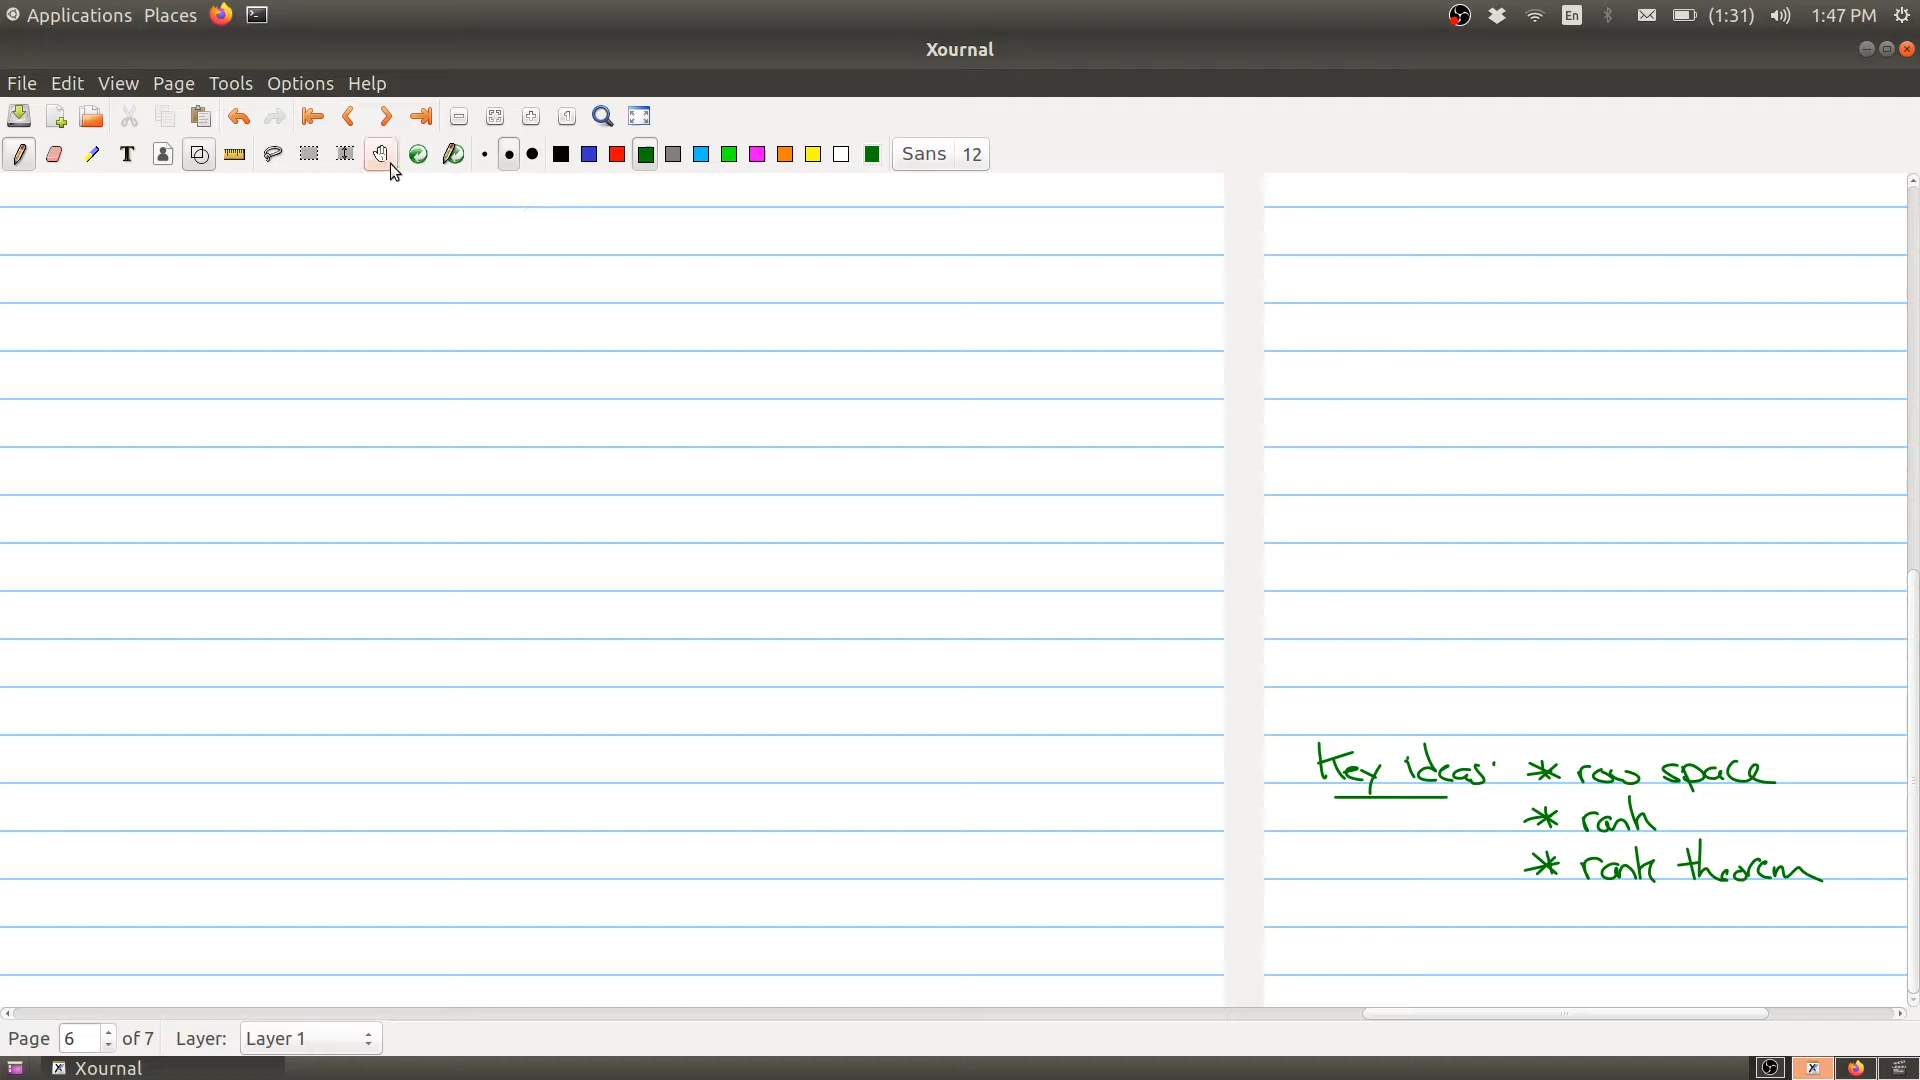 Applications Places En (1:31) 1:47 PM
Xournal
File Edit View Page Tools Options Help
T Sans 12
Key ideas: * row space
* rank
* rank theorem
Page 6 of 7 Layer: Layer 1
Xournal